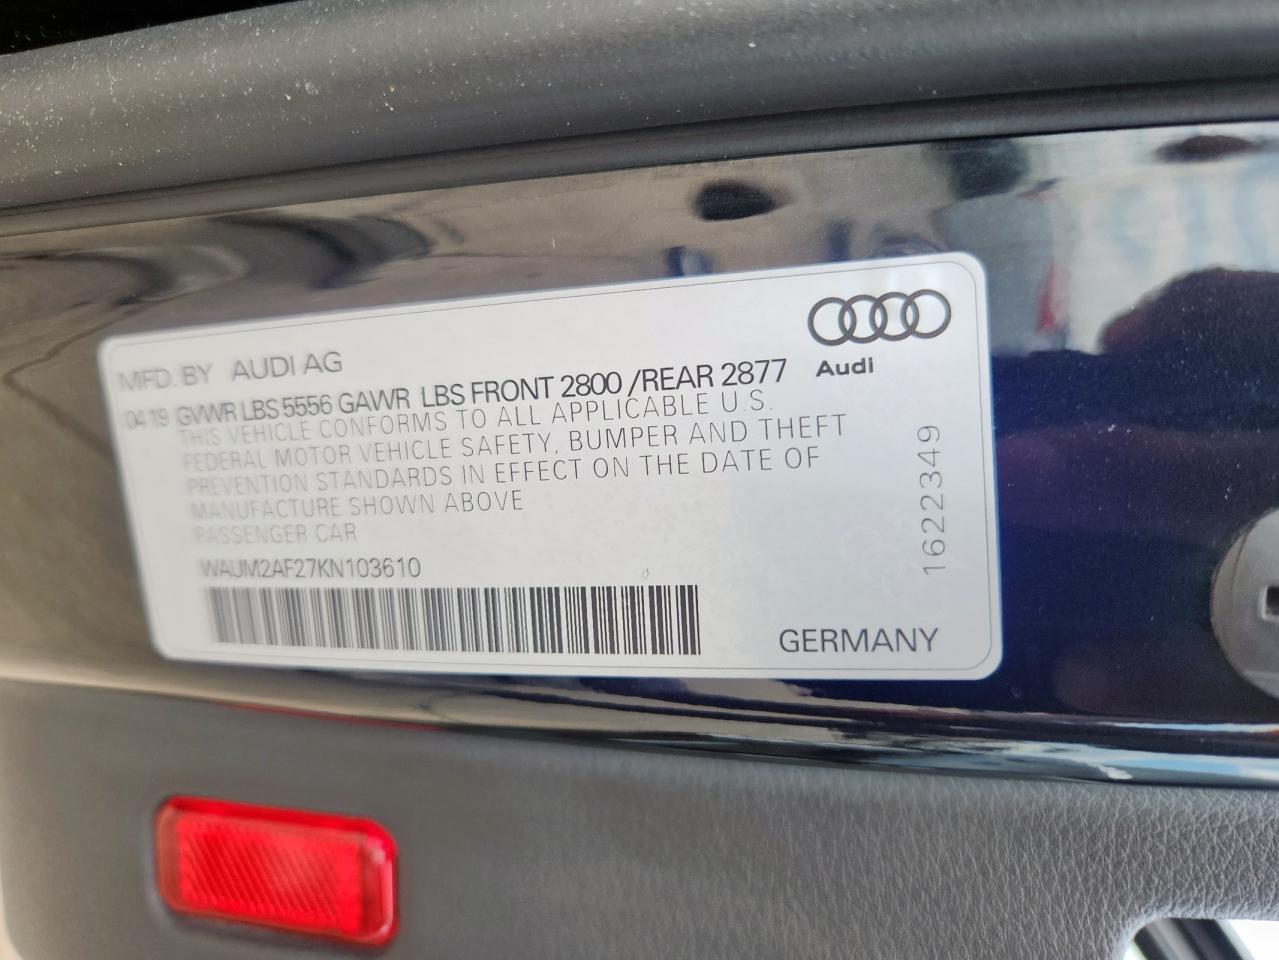 MFD. BY AUDI AG
04 19 GVWR LBS 5556 GAWR LBS FRONT 2800 /REAR 2877
Audi
THIS VEHICLE CONFORMS TO ALL APPLICABLE U.S.
FEDERAL MOTOR VEHICLE SAFETY, BUMPER AND THEFT
PREVENTION STANDARDS IN EFFECT ON THE DATE OF
MANUFACTURE SHOWN ABOVE
PASSENGER CAR
WAUM2AF27KN103610
1622349
GERMANY